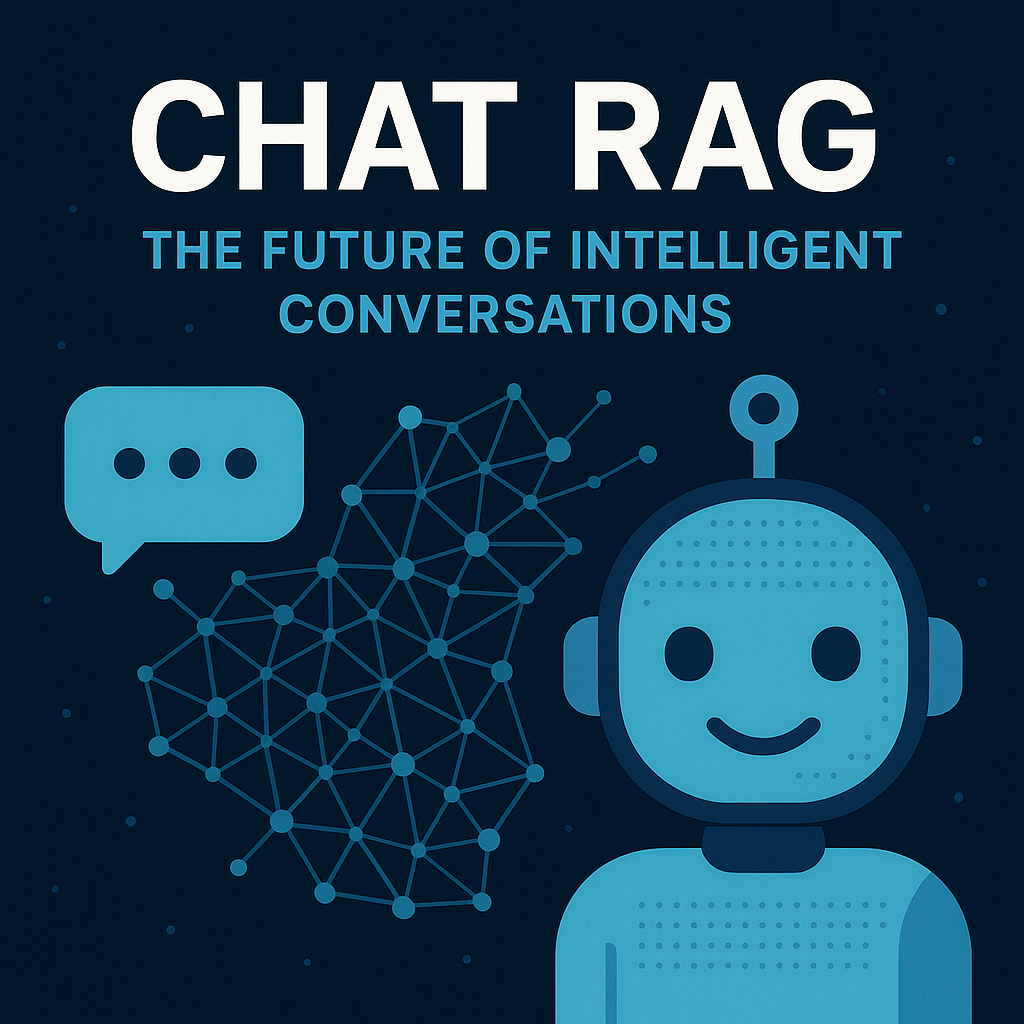 CHAT RAG
THE FUTURE OF INTELLIGENT
CONVERSATIONS